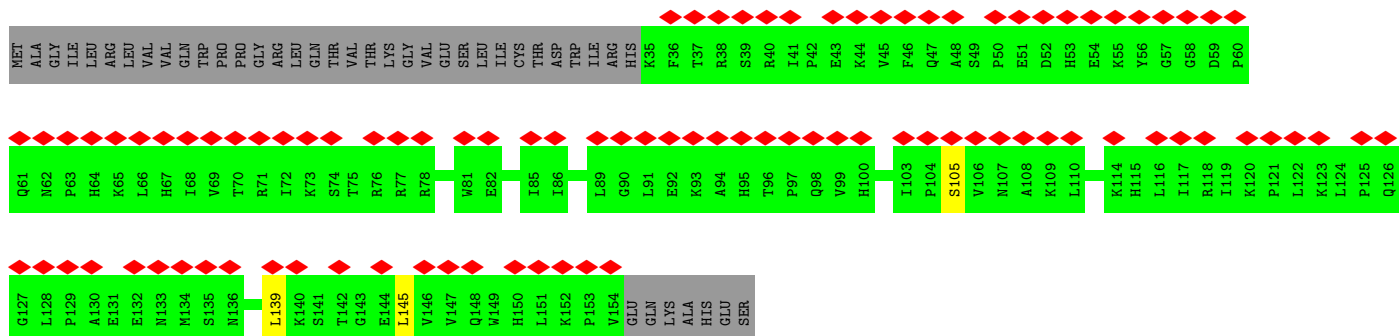 MET ALA GLY ILE LEU ARG LEU VAL VAL GLN TRP PRO PRO GLY ARG LEU GLN THR VAL THR LYS GLY VAL GLU SER LEU ILE CYS THR ASP TRP ILE ARG HIS K35 F36 T37 R38 S39 R40 I41 P42 E43 K44 V45 F46 Q47 A48 S49 P50 E51 D52 H53 E54 K55 Y56 G57 G58 D59 P60
Q61 N62 P63 H64 K65 L66 H67 I68 V69 T70 R71 I72 K73 S74 T75 R76 R77 R78 W81 E82 I85 I86 L89 G90 L91 E92 K93 A94 H95 T96 P97 Q98 V99 H100 I103 P104 S105 V106 N107 A108 K109 L110 K114 H115 L116 I117 R118 I119 K120 P121 L122 K123 L124 P125 Q126
G127 L128 P129 A130 E131 E132 N133 M134 S135 N136 L139 K140 S141 T142 G143 E144 L145 V146 V147 Q148 W149 H150 L151 K152 P153 V154 GLU GLN LYS ALA HIS GLU SER